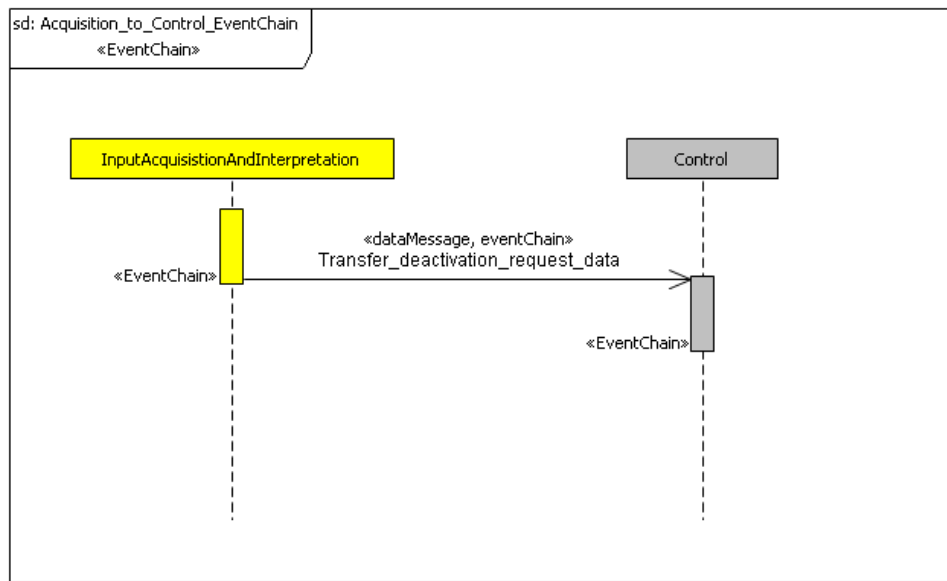 sd: Acquisition_to_Control_EventChain
«EventChain»
InputAcquisistionAndInterpretation
Control
«dataMessage, eventChain»
Transfer_deactivation_request_data
«EventChain»
«EventChain»